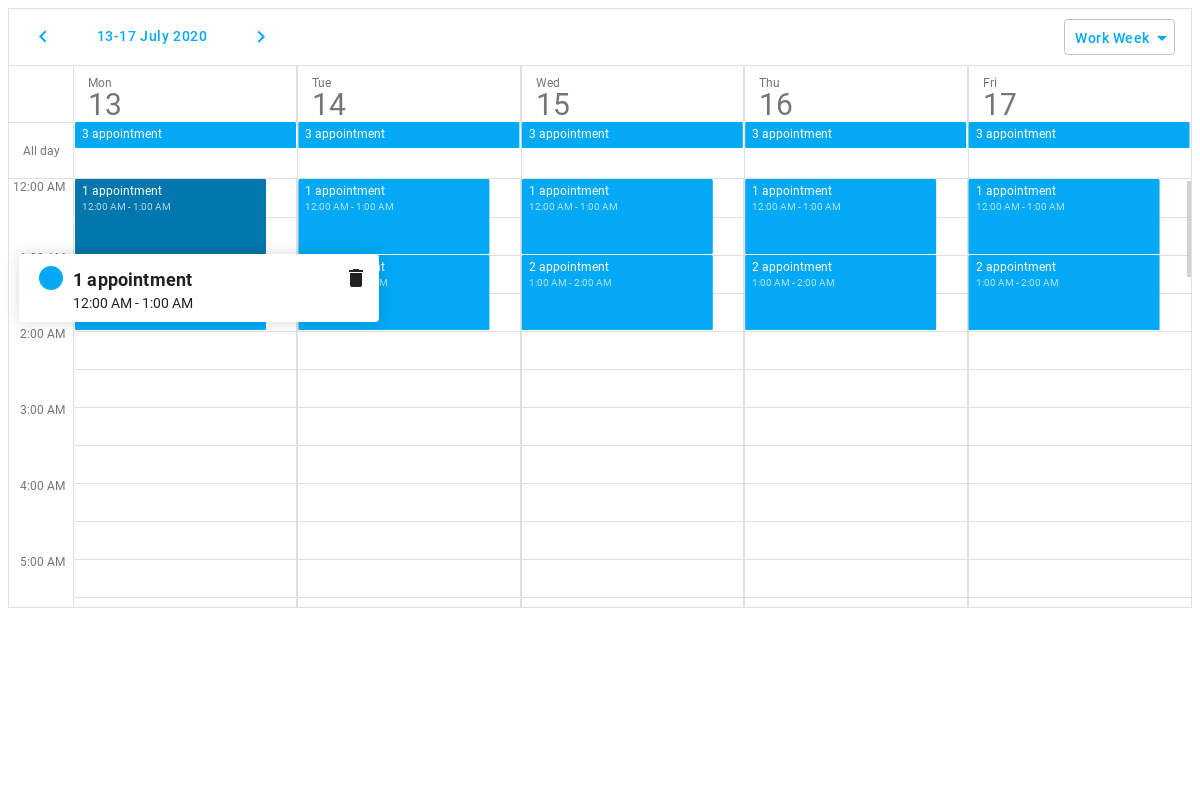 13-17 July 2020
Work Week
Mon
13
Tue
14
Wed
15
Thu
16
Fri
17
All day
3 appointment
3 appointment
3 appointment
3 appointment
3 appointment
12:00 AM
1 appointment
12:00 AM - 1:00 AM
1 appointment
12:00 AM - 1:00 AM
1 appointment
12:00 AM - 1:00 AM
1 appointment
12:00 AM - 1:00 AM
1 appointment
12:00 AM - 1:00 AM
1 appointment
12:00 AM - 1:00 AM
2 appointment
1:00 AM - 2:00 AM
2 appointment
1:00 AM - 2:00 AM
2 appointment
1:00 AM - 2:00 AM
2:00 AM
3:00 AM
4:00 AM
5:00 AM